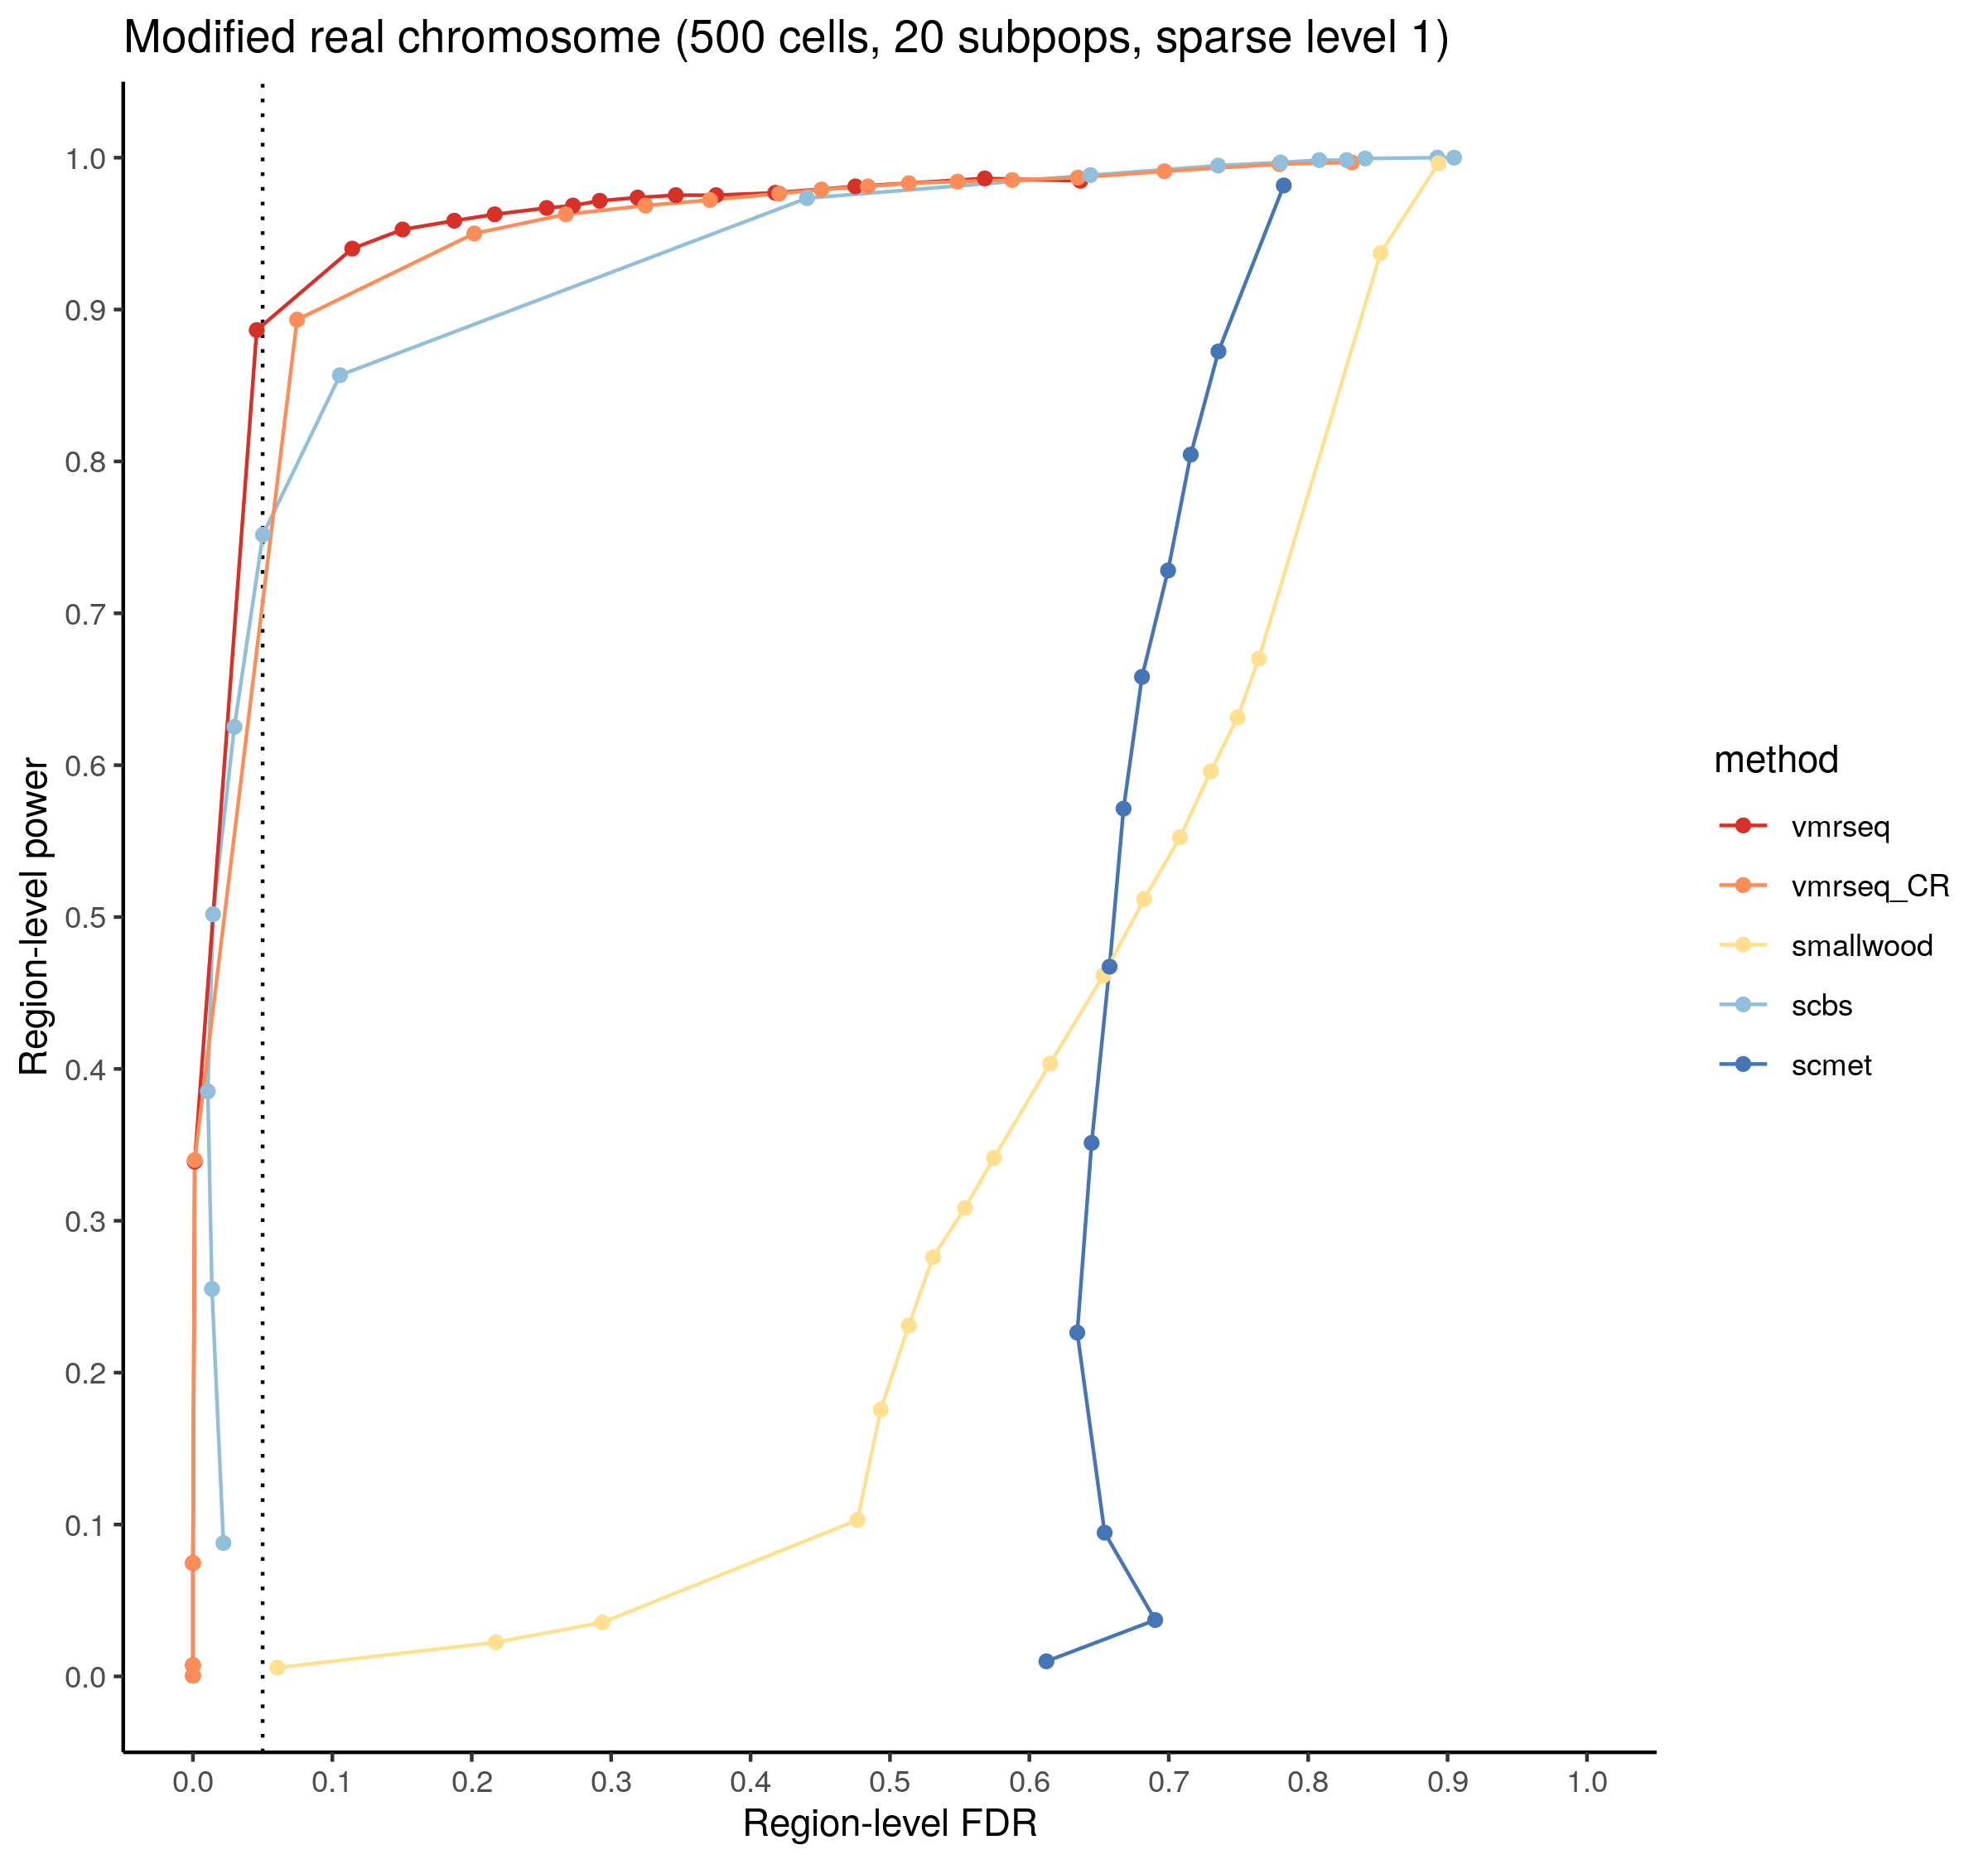 Modified real chromosome (500 cells, 20 subpops, sparse level 1)
Region-level power
1.0
0.9
0.8
0.7
0.6
0.5
0.4
0.3
0.2
0.1
0.0
0.0 0.1 0.2 0.3 0.4 0.5 0.6 0.7 0.8 0.9 1.0
Region-level FDR
method
vmrseq
vmrseq_CR
smallwood
scbs
scmet